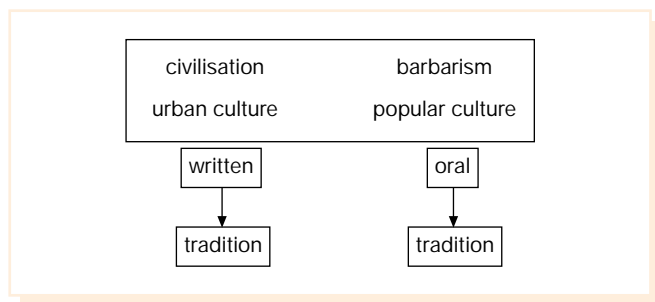 civilisation barbarism
urban culture popular culture
written oral
tradition tradition